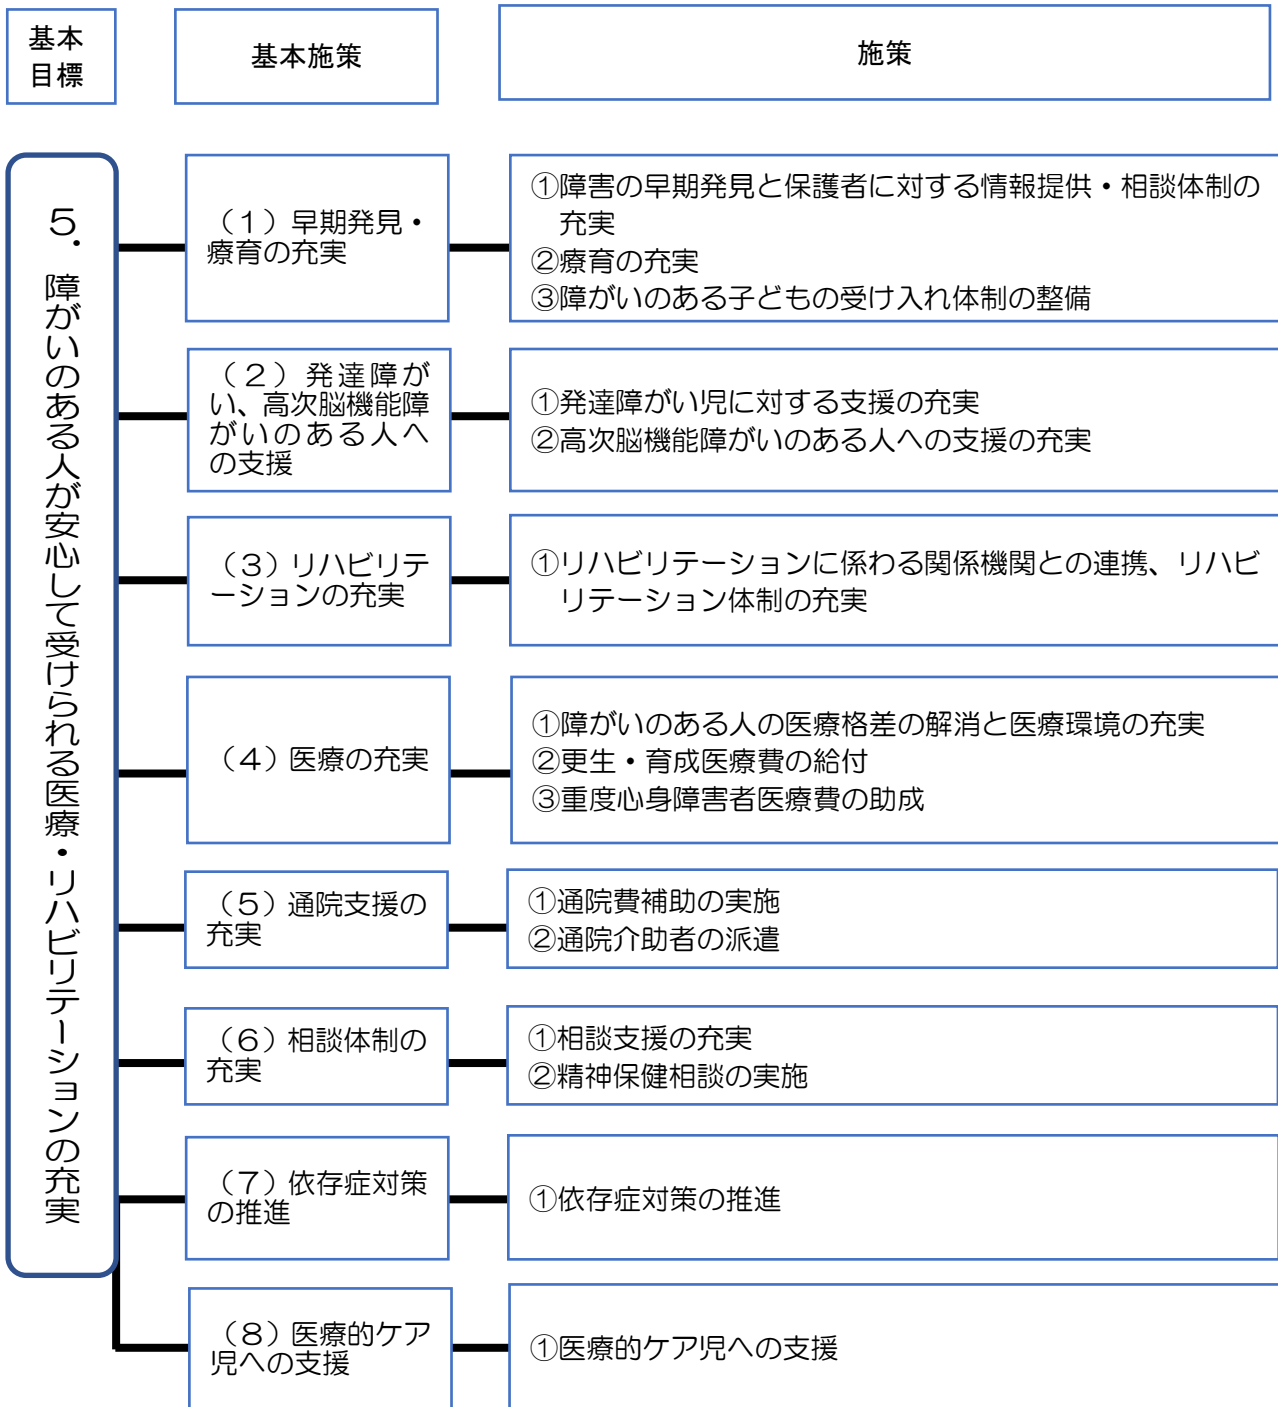 基本
目標
基本施策
施策
5．障がいのある人が安心して受けられる医療・リハビリテーションの充実
（１）早期発見・
療育の充実
①障害の早期発見と保護者に対する情報提供・相談体制の
充実
②療育の充実
③障がいのある子どもの受け入れ体制の整備
（２）発達障が
い、高次脳機能障
がいのある人へ
の支援
①発達障がい児に対する支援の充実
②高次脳機能障がいのある人への支援の充実
（３）リハビリテ
ーションの充実
①リハビリテーションに係わる関係機関との連携、リハビ
リテーション体制の充実
（４）医療の充実
①障がいのある人の医療格差の解消と医療環境の充実
②更生・育成医療費の給付
③重度心身障害者医療費の助成
（５）通院支援の
充実
①通院費補助の実施
②通院介助者の派遣
（６）相談体制の
充実
①相談支援の充実
②精神保健相談の実施
（７）依存症対策
の推進
①依存症対策の推進
（８）医療的ケア
児への支援
①医療的ケア児への支援